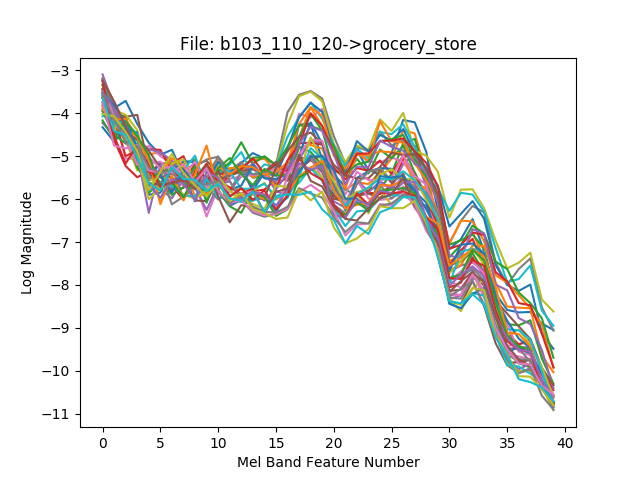 File: b103_110_120->grocery_store
−3
−4
−5
−6
−7
−8
−9
−10
−11
Log Magnitude
0 5 10 15 20 25 30 35 40
Mel Band Feature Number